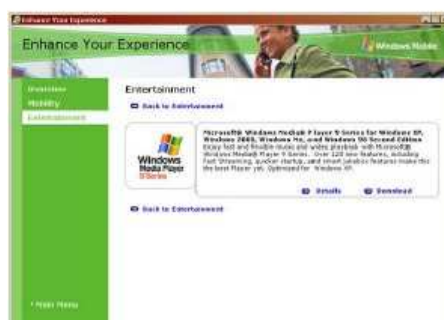 Enhance Your Experience
Enhance Your Experience
Windows Mobile
Overview
Mobility
Entertainment
Entertainment
Back to Entertainment
Windows
Media Player
9 Series
Microsoft® Windows Media® Player 9 Series for Windows XP,
Windows 2000, Windows Me, and Windows 98 Second Edition
Enjoy fast and flexible music and video playback with Microsoft®
Windows Media® Player 9 Series. Over 120 new features, including
Fast Streaming, quicker startup, and smart jukebox features make this
the best Player yet. Optimized for Windows XP.
Details
Download
Back to Entertainment
Main Menu